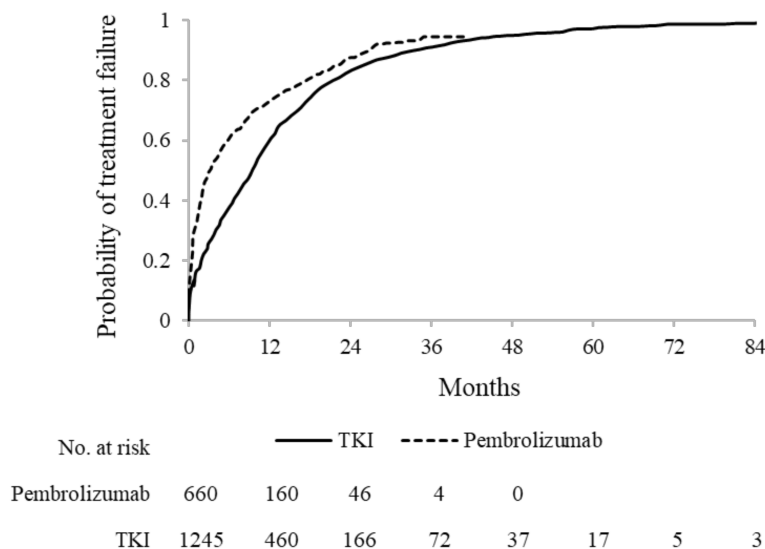 Probability of treatment failure
1
0.8
0.6
0.4
0.2
0
0 12 24 36 48 60 72 84
Months
No. at risk
TKI Pembrolizumab
Pembrolizumab 660 160 46 4 0
TKI 1245 460 166 72 37 17 5 3